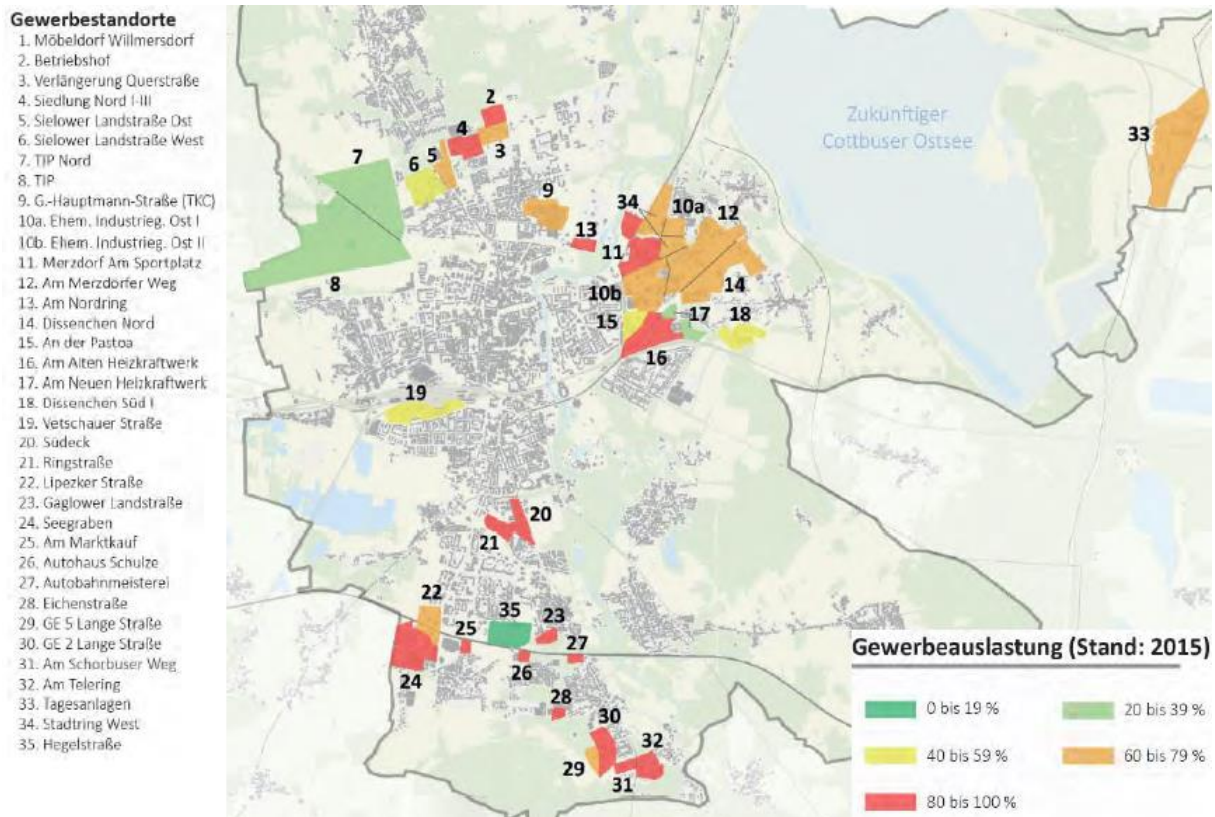 Gewerbestandorte
1. Möbeldorf Willmersdorf
2. Betriebshof
3. Verlängerung Querstraße
4. Siedlung Nord I-III
5. Sielower Landstraße Ost
6. Sielower Landstraße West
7. TIP Nord
8. TIP
9. G.-Hauptmann-Straße (TKC)
10a. Ehem. Industrieg. Ost I
10b. Ehem. Industrieg. Ost II
11. Merzdorf Am Sportplatz
12. Am Merzdorfer Weg
13. Am Nordring
14. Dissenchen Nord
15. An der Pastoa
16. Am Alten Heizkraftwerk
17. Am Neuen Heizkraftwerk
18. Dissenchen Süd I
19. Vetschauer Straße
20. Südeck
21. Ringstraße
22. Lipezker Straße
23. Gaglower Landstraße
24. Seegraben
25. Am Marktkauf
26. Autohaus Schulze
27. Autobahnmeisterei
28. Eichenstraße
29. GE 5 Lange Straße
30. GE 2 Lange Straße
31. Am Schorbuser Weg
32. Am Telering
33. Tagesanlagen
34. Stadtring West
35. Hegelstraße
2
4
3
5
6
7
8
9
13
34
10a
12
11
10b
14
15
17
18
16
33
Zukünftiger
Cottbuser Ostsee
19
20
21
22
35
23
25
27
26
24
28
30
32
29
31
Gewerbeauslastung (Stand: 2015)
0 bis 19 %
20 bis 39 %
40 bis 59 %
60 bis 79 %
80 bis 100 %